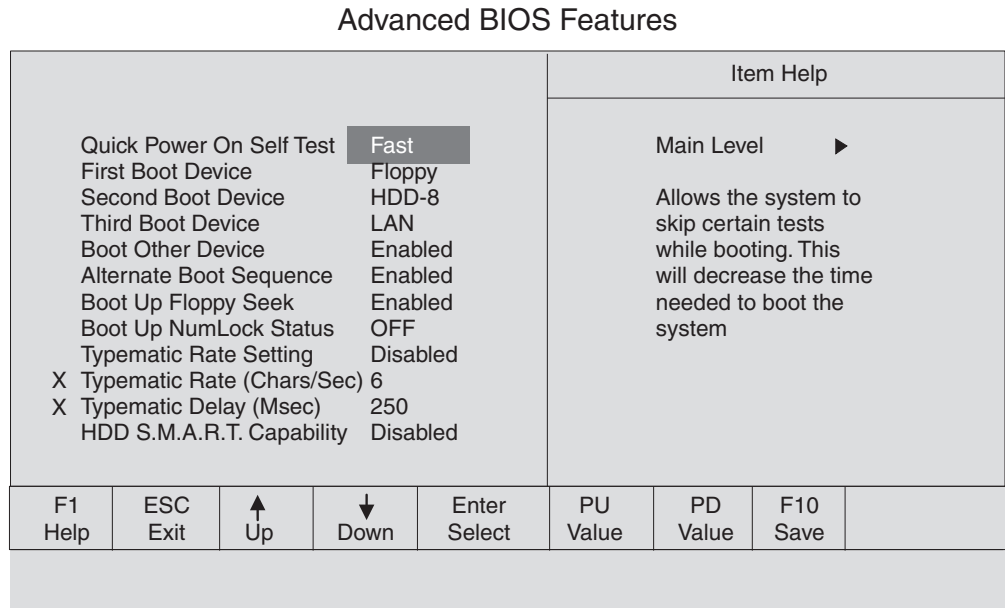 Advanced BIOS Features
Item Help
Quick Power On Self Test Fast
First Boot Device Floppy
Second Boot Device HDD-8
Third Boot Device LAN
Boot Other Device Enabled
Alternate Boot Sequence Enabled
Boot Up Floppy Seek Enabled
Boot Up NumLock Status OFF
Typematic Rate Setting Disabled
X Typematic Rate (Chars/Sec) 6
X Typematic Delay (Msec) 250
HDD S.M.A.R.T. Capability Disabled
Main Level
Allows the system to
skip certain tests
while booting. This
will decrease the time
needed to boot the
system
F1 ESC Enter PU PD F10
Help Exit Up Down Select Value Value Save